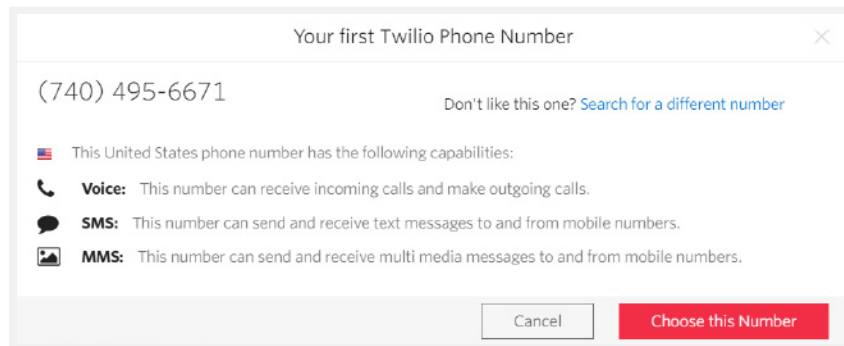 Your first Twilio Phone Number
(740) 495-6671
Don't like this one? Search for a different number
This United States phone number has the following capabilities:
Voice: This number can receive incoming calls and make outgoing calls.
SMS: This number can send and receive text messages to and from mobile numbers.
MMS: This number can send and receive multi media messages to and from mobile numbers.
Cancel
Choose this Number